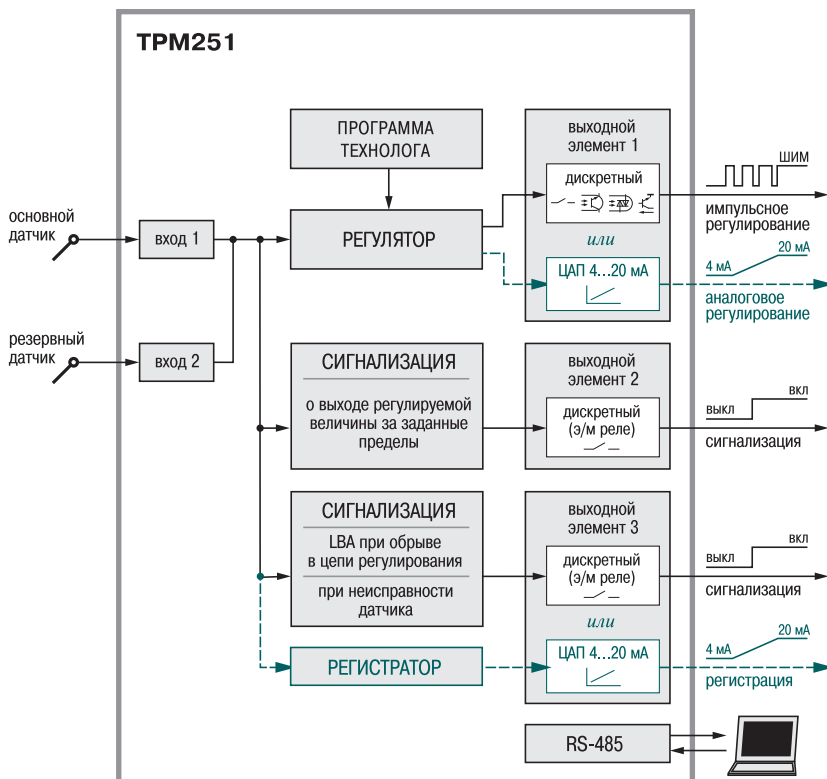 ТРМ251
ПРОГРАММА
ТЕХНОЛОГА
выходной
элемент 1
дискретный
ШИМ
импульсное
регулирование
основной
датчик
вход 1
РЕГУЛЯТОР
или
ЦАП 4...20 мА
4 мА
20 мА
аналоговое
регулирование
резервный
датчик
вход 2
СИГНАЛИЗАЦИЯ
о выходе регулируемой
величины за заданные
пределы
выходной
элемент 2
дискретный
(э/м реле)
выкл
вкл
сигнализация
СИГНАЛИЗАЦИЯ
LBA при обрыве
в цепи регулирования
при неисправности
датчика
выходной
элемент 3
дискретный
(э/м реле)
выкл
вкл
сигнализация
или
РЕГИСТРАТОР
ЦАП 4...20 мА
4 мА
20 мА
регистрация
RS-485